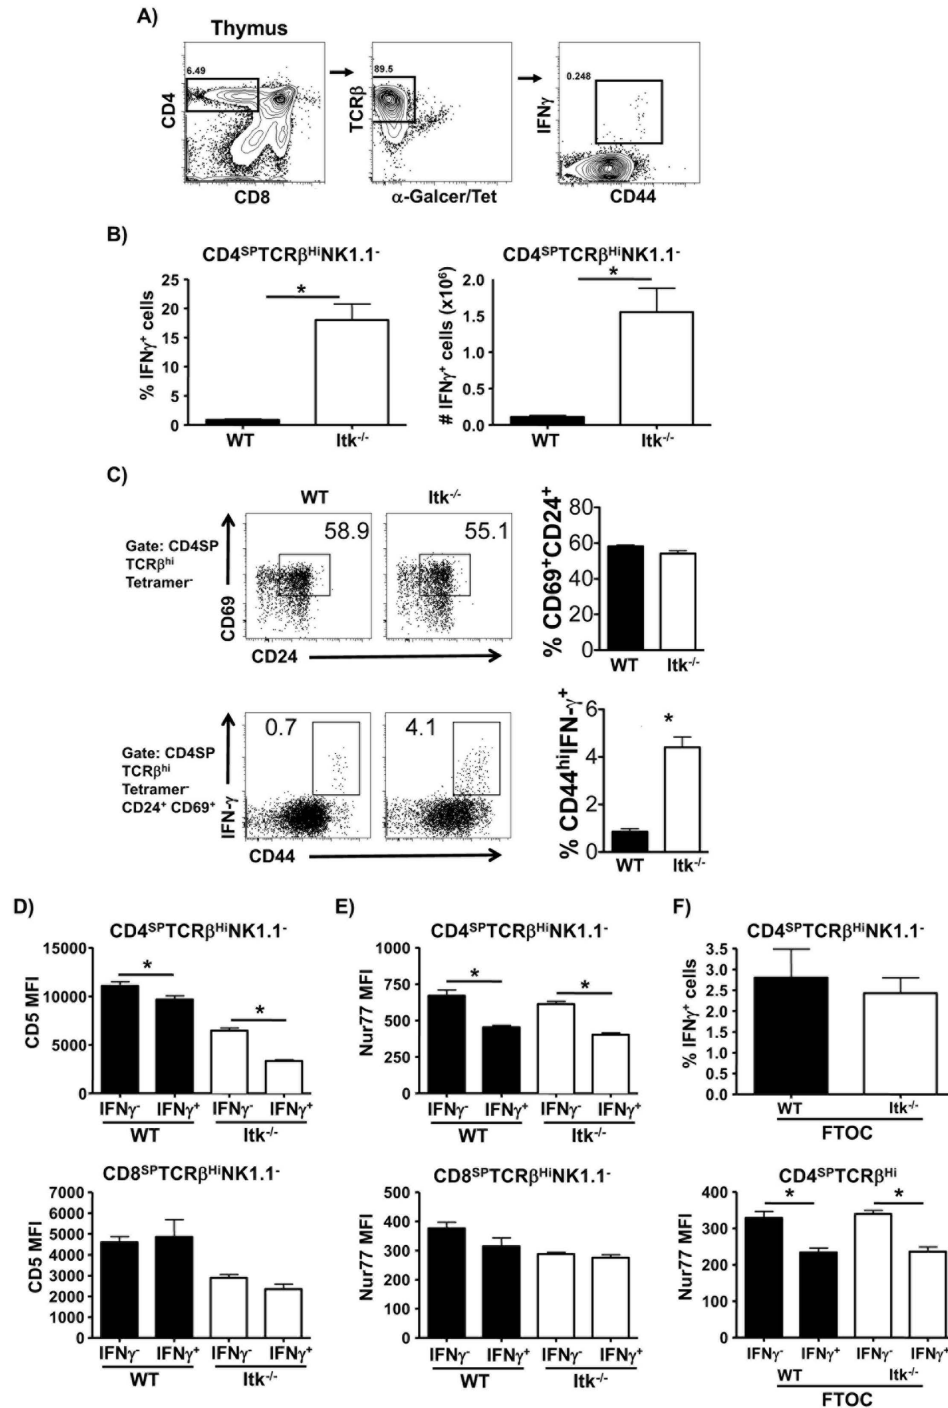 A)
Thymus
6.49
CD4
CD8
89.5
TCRβ
α-Galcer/Tet
0.248
IFNγ
CD44
B)
CD4SPTCRβHiNK1.1-
25
20
15
10
5
0
% IFNγ+ cells
*
WT
Itk-/-
CD4SPTCRβHiNK1.1-
2.0
1.5
1.0
0.5
0.0
# IFNγ+ cells (x10⁶)
*
WT
Itk-/-
C)
WT
Itk-/-
Gate: CD4SP
TCRβhi
Tetramer-
58.9
55.1
CD69
CD24
80
60
40
20
0
% CD69+CD24+
WT
Itk-/-
Gate: CD4SP
TCRβhi
Tetramer-
CD24+ CD69+
0.7
4.1
IFN-γ
CD44
6
4
2
0
% CD44hiIFN-γ+
*
WT
Itk-/-
D)
CD4SPTCRβHiNK1.1-
15000
10000
5000
0
CD5 MFI
*
*
IFNγ- IFNγ+ IFNγ- IFNγ+
WT Itk-/-
CD8SPTCRβHiNK1.1-
7000
6000
5000
4000
3000
2000
1000
0
CD5 MFI
IFNγ- IFNγ+ IFNγ- IFNγ+
WT Itk-/-
E)
CD4SPTCRβHiNK1.1-
1000
750
500
250
0
Nur77 MFI
*
*
IFNγ- IFNγ+ IFNγ- IFNγ+
WT Itk-/-
CD8SPTCRβHiNK1.1-
500
400
300
200
100
0
Nur77 MFI
IFNγ- IFNγ+ IFNγ- IFNγ+
WT Itk-/-
F)
CD4SPTCRβHiNK1.1-
3.5
3.0
2.5
2.0
1.5
1.0
0.5
0.0
% IFNγ+ cells
WT Itk-/-
FTOC
CD4SPTCRβHi
400
300
200
100
0
Nur77 MFI
*
*
IFNγ- IFNγ+ IFNγ- IFNγ+
WT Itk-/-
FTOC